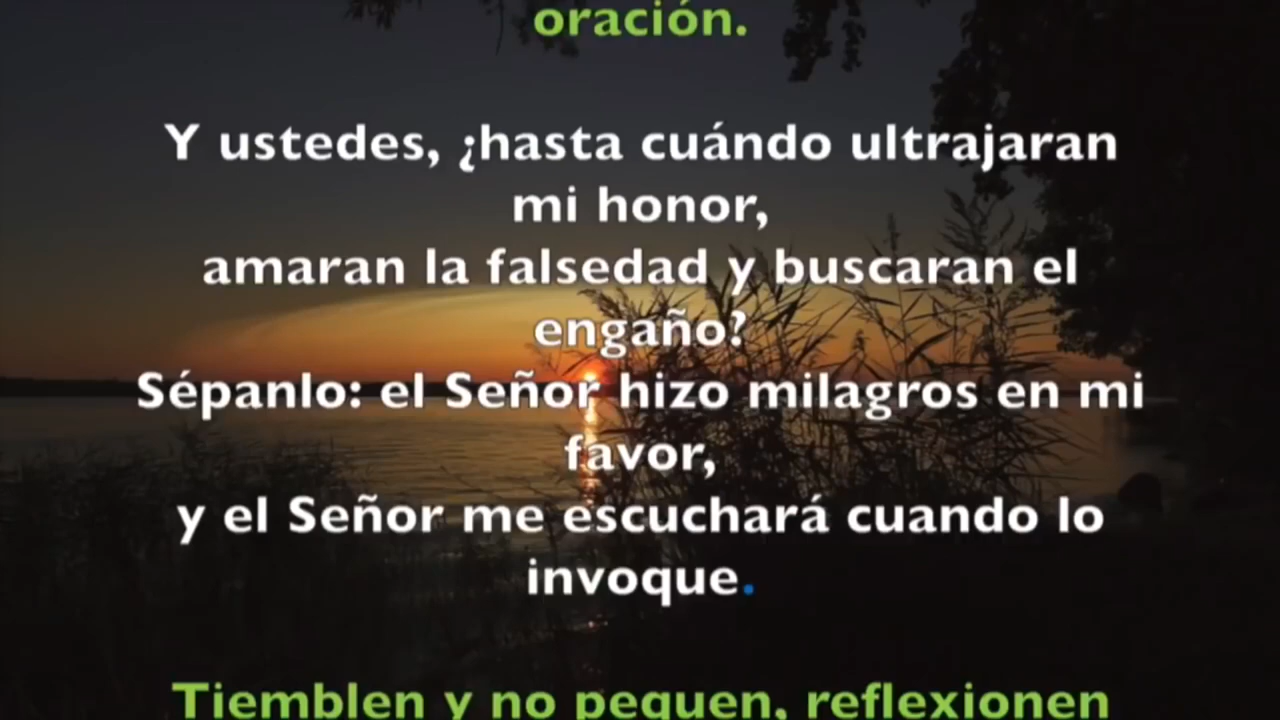 oración.
Y ustedes, ¿hasta cuándo ultrajaran
mi honor,
amaran la falsedad y buscaran el
engaño?
Sépanlo: el Señor hizo milagros en mi
favor,
y el Señor me escuchará cuando lo
invoque.
Tiemblen y no pequen, reflexionen